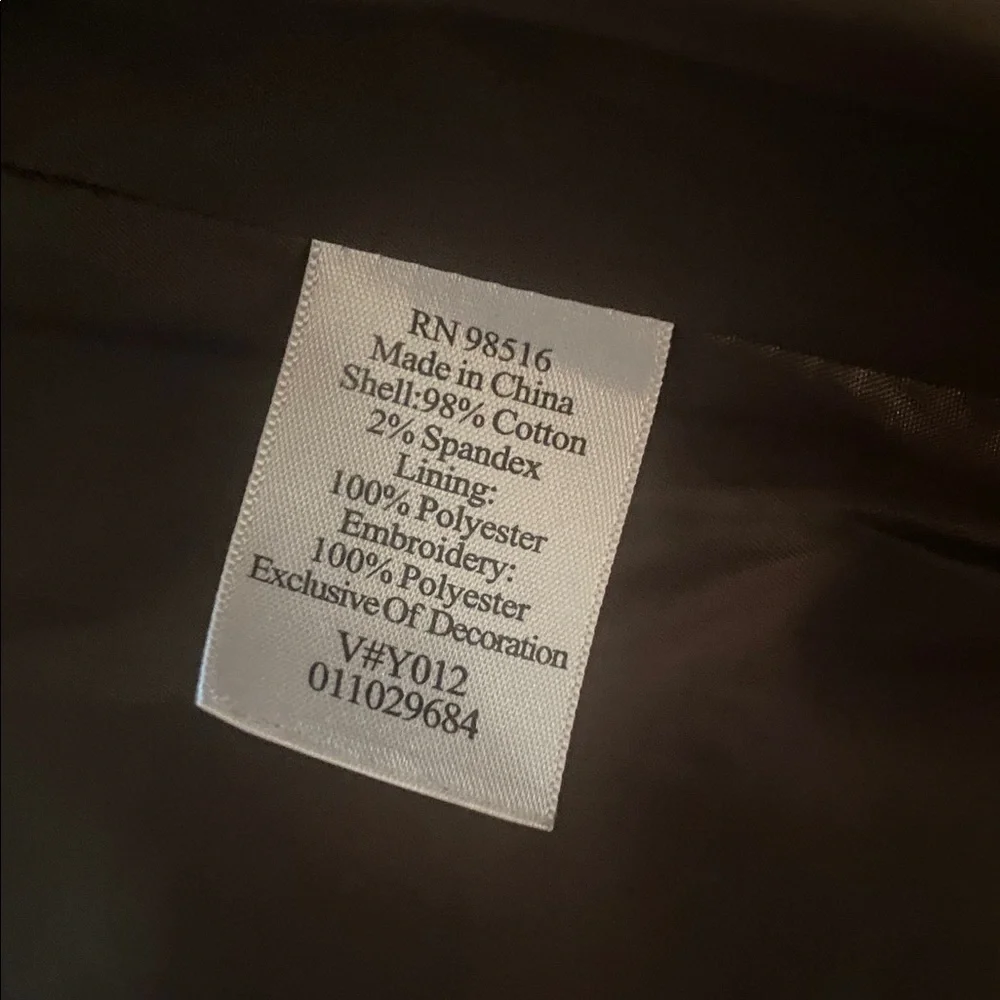 RN 98516
Made in China
Shell:98% Cotton
2% Spandex
Lining:
100% Polyester
Embroidery:
100% Polyester
Exclusive Of Decoration
V#Y012
011029684